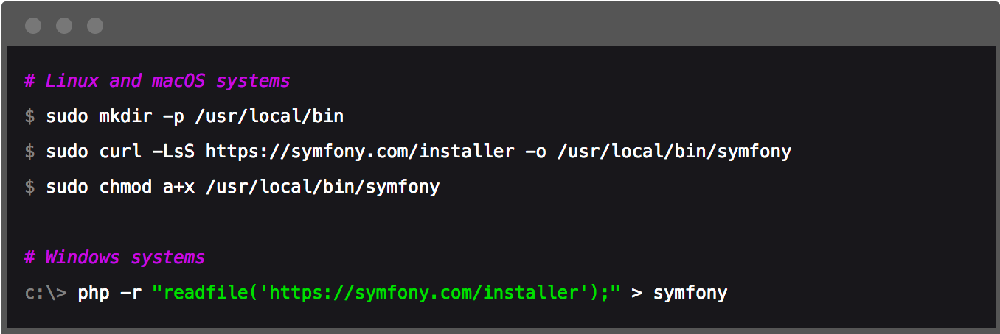 # Linux and macOS systems
$ sudo mkdir -p /usr/local/bin
$ sudo curl -LsS https://symfony.com/installer -o /usr/local/bin/symfony
$ sudo chmod a+x /usr/local/bin/symfony
# Windows systems
c:\> php -r "readfile('https://symfony.com/installer');" > symfony